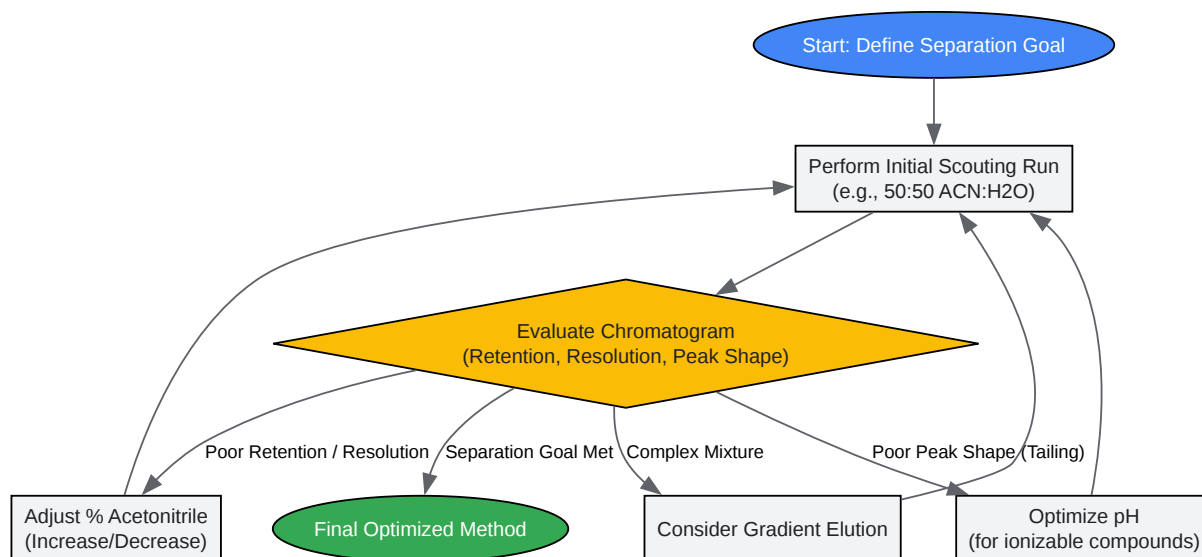 Start: Define Separation Goal
Perform Initial Scouting Run
(e.g., 50:50 ACN:H2O)
Evaluate Chromatogram
(Retention, Resolution, Peak Shape)
Poor Retention / Resolution
Separation Goal Met
Complex Mixture
Poor Peak Shape (Tailing)
Adjust % Acetonitrile
(Increase/Decrease)
Final Optimized Method
Consider Gradient Elution
Optimize pH
(for ionizable compounds)